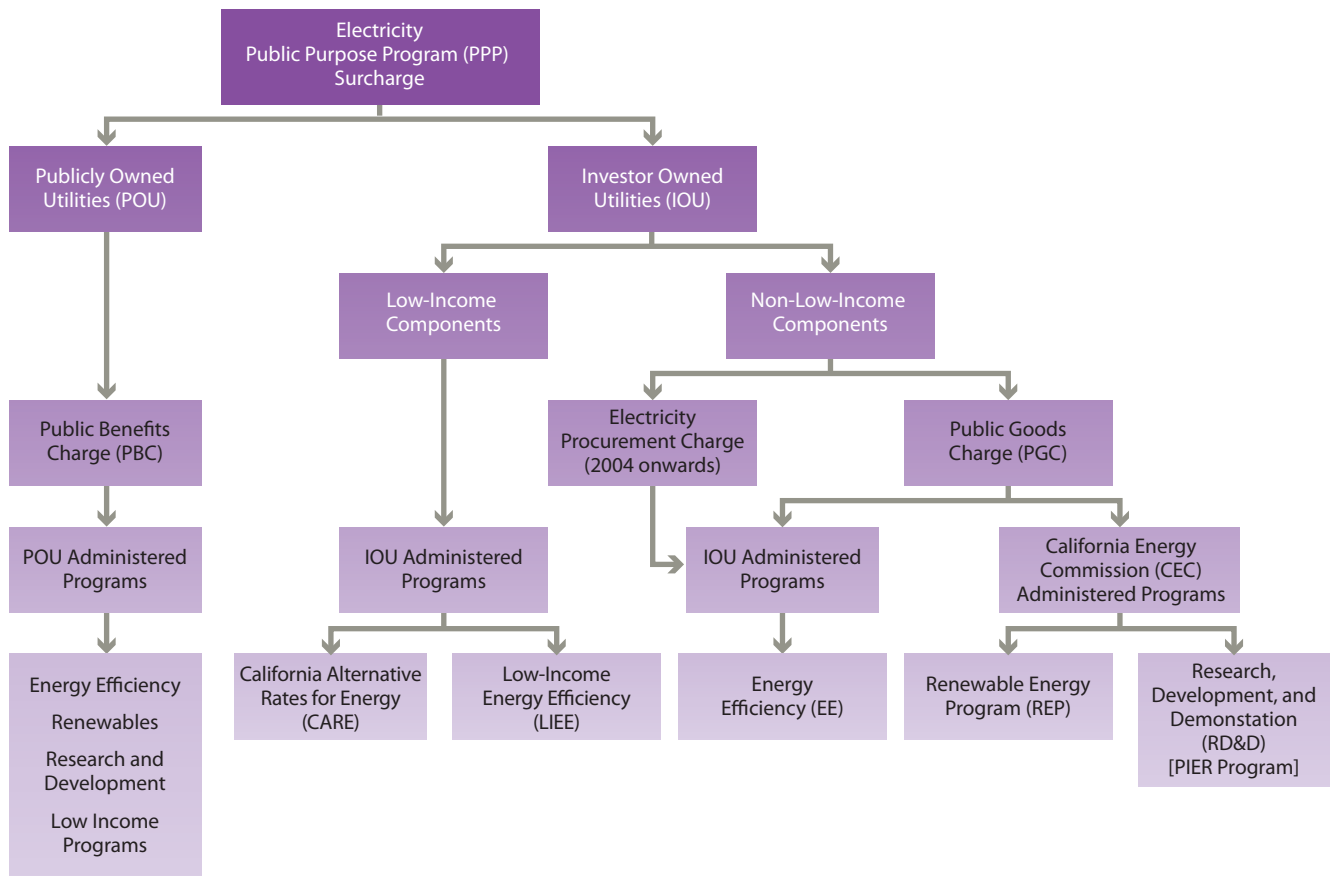 Electricity
Public Purpose Program (PPP)
Surcharge
Publicly Owned
Utilities (POU)
Investor Owned
Utilities (IOU)
Low-Income
Components
Non-Low-Income
Components
Public Benefits
Charge (PBC)
Electricity
Procurement Charge
(2004 onwards)
Public Goods
Charge (PGC)
POU Administered
Programs
IOU Administered
Programs
IOU Administered
Programs
California Energy
Commission (CEC)
Administered Programs
Energy Efficiency
Renewables
Research and
Development
Low Income
Programs
California Alternative
Rates for Energy
(CARE)
Low-Income
Energy Efficiency
(LIEE)
Energy
Efficiency (EE)
Renewable Energy
Program (REP)
Research,
Development, and
Demonstation
(RD&D)
[PIER Program]